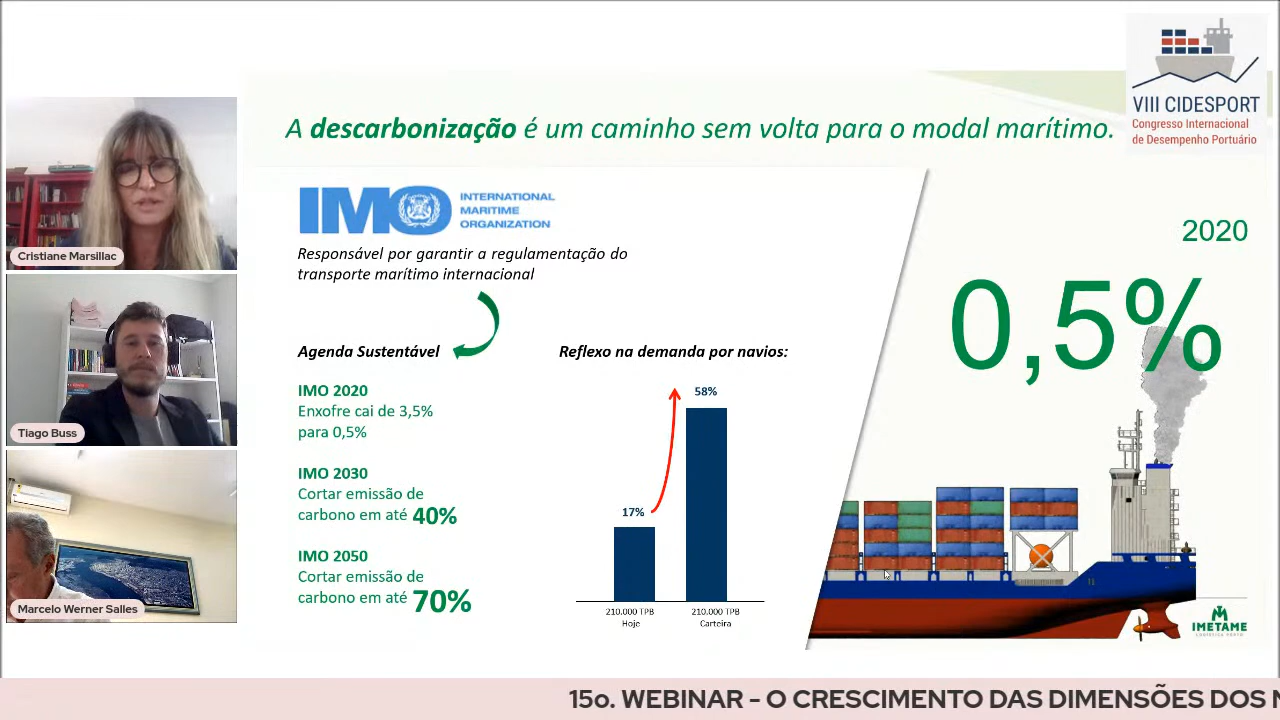 VIII CIDESPORT
Congresso Internacional
de Desempenho Portuário
A descarbonização é um caminho sem volta para o modal marítimo.
Cristiane Marsillac
Tiago Buss
Marcelo Werner Salles
IMO
INTERNATIONAL
MARITIME
ORGANIZATION
Responsável por garantir a regulamentação do
transporte marítimo internacional
Agenda Sustentável
IMO 2020
Enxofre cai de 3,5%
para 0,5%
IMO 2030
Cortar emissão de
carbono em até 40%
IMO 2050
Cortar emissão de
carbono em até 70%
Reflexo na demanda por navios:
58%
17%
210.000 TPB
Hoje
210.000 TPB
Carteira
2020
0,5%
11
IMETAME
LOGÍSTICA PORTO
15o. WEBINAR - O CRESCIMENTO DAS DIMENSÕES DOS